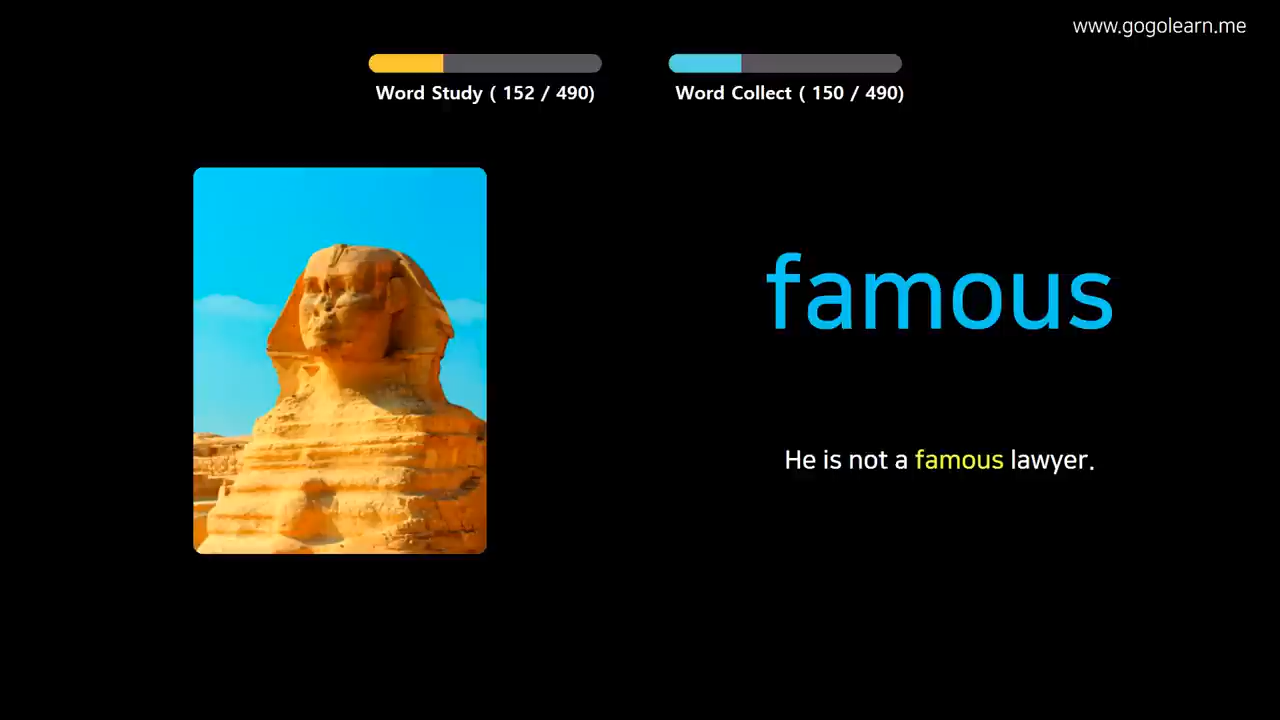 www.gogolearn.me
Word Study ( 152 / 490)
Word Collect ( 150 / 490)
famous
He is not a famous lawyer.